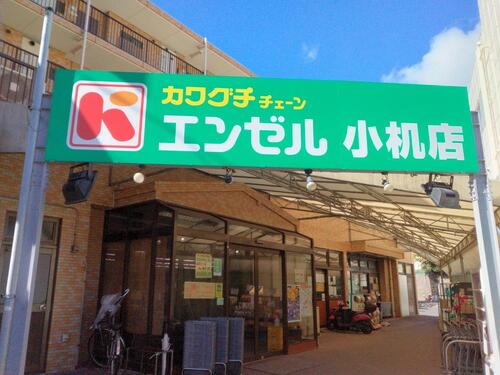 カワグチチェーン
エンゼル 小机店